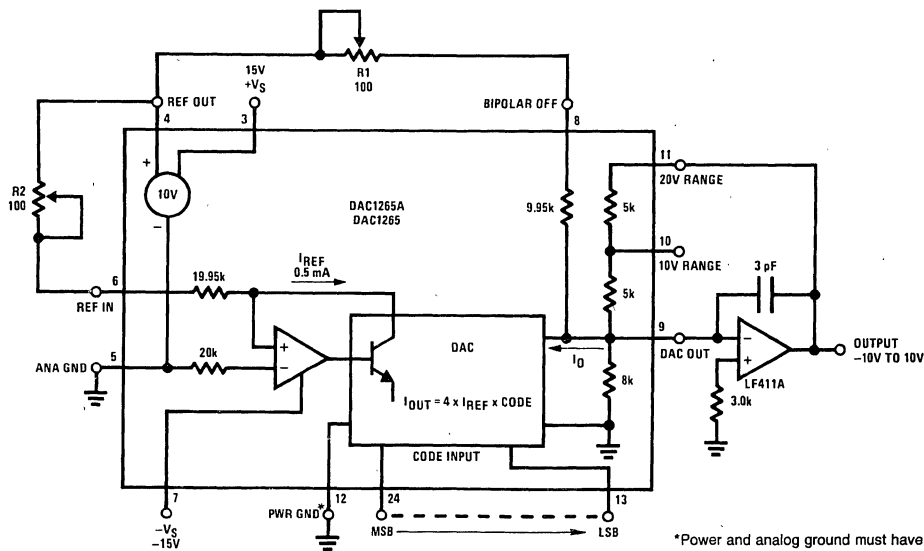 R1
100
15V
+VS
REF OUT
BIPOLAR OFF
4
3
8
11
20V RANGE
+
10V
−
R2
100
DAC1265A
DAC1265
9.95k
5k
10
10V RANGE
3 pF
IREF
0.5 mA
6
19.95k
5k
REF IN
9
DAC OUT
DAC
IO
ANA GND
5
20k
+
−
−
+
LF411A
OUTPUT
−10V TO 10V
8k
3.0k
IOUT = 4 x IREF x CODE
CODE INPUT
7
12
24
13
−VS
−15V
PWR GND*
MSB
LSB
*Power and analog ground must have